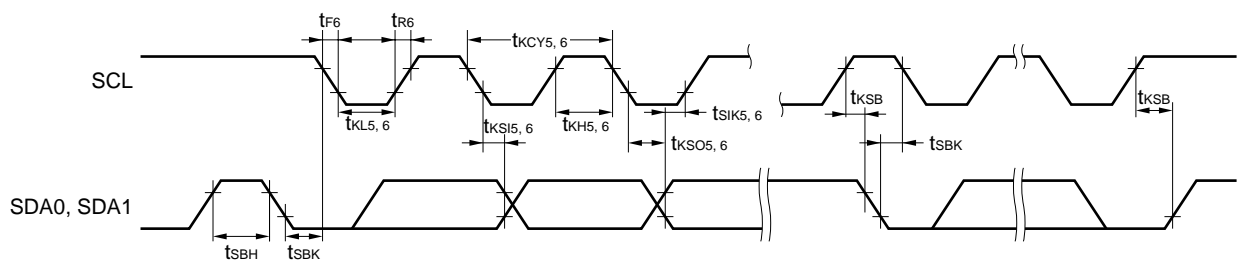 tF6 tR6
tKCY5, 6
SCL
tKSB tKSB
tKL5, 6 tKSI5, 6 tKH5, 6 tSIK5, 6
tKSO5, 6 tSBK
SDA0, SDA1
tSBH tSBK